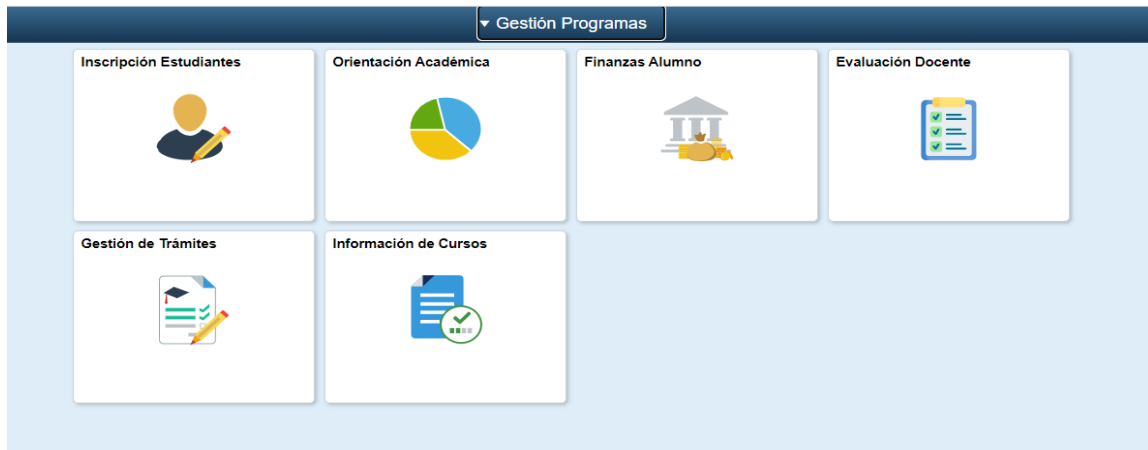 Gestión Programas
Inscripción Estudiantes
Orientación Académica
Finanzas Alumno
Evaluación Docente
Gestión de Trámites
Información de Cursos